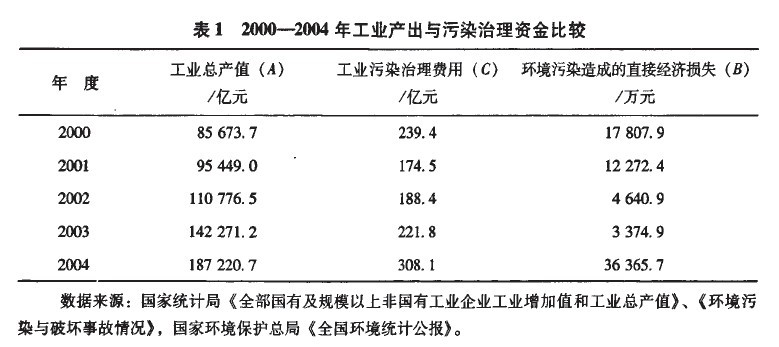 表1 2000—2004 年工业产出与污染治理资金比较
年 度 工业总产值（A）/亿元 工业污染治理费用（C）/亿元 环境污染造成的直接经济损失（B）/万元
2000 85 673.7 239.4 17 807.9
2001 95 449.0 174.5 12 272.4
2002 110 776.5 188.4 4 640.9
2003 142 271.2 221.8 3 374.9
2004 187 220.7 308.1 36 365.7
数据来源：国家统计局《全部国有及规模以上非国有工业企业工业增加值和工业总产值》、《环境污
染与破坏事故情况》，国家环境保护总局《全国环境统计公报》。